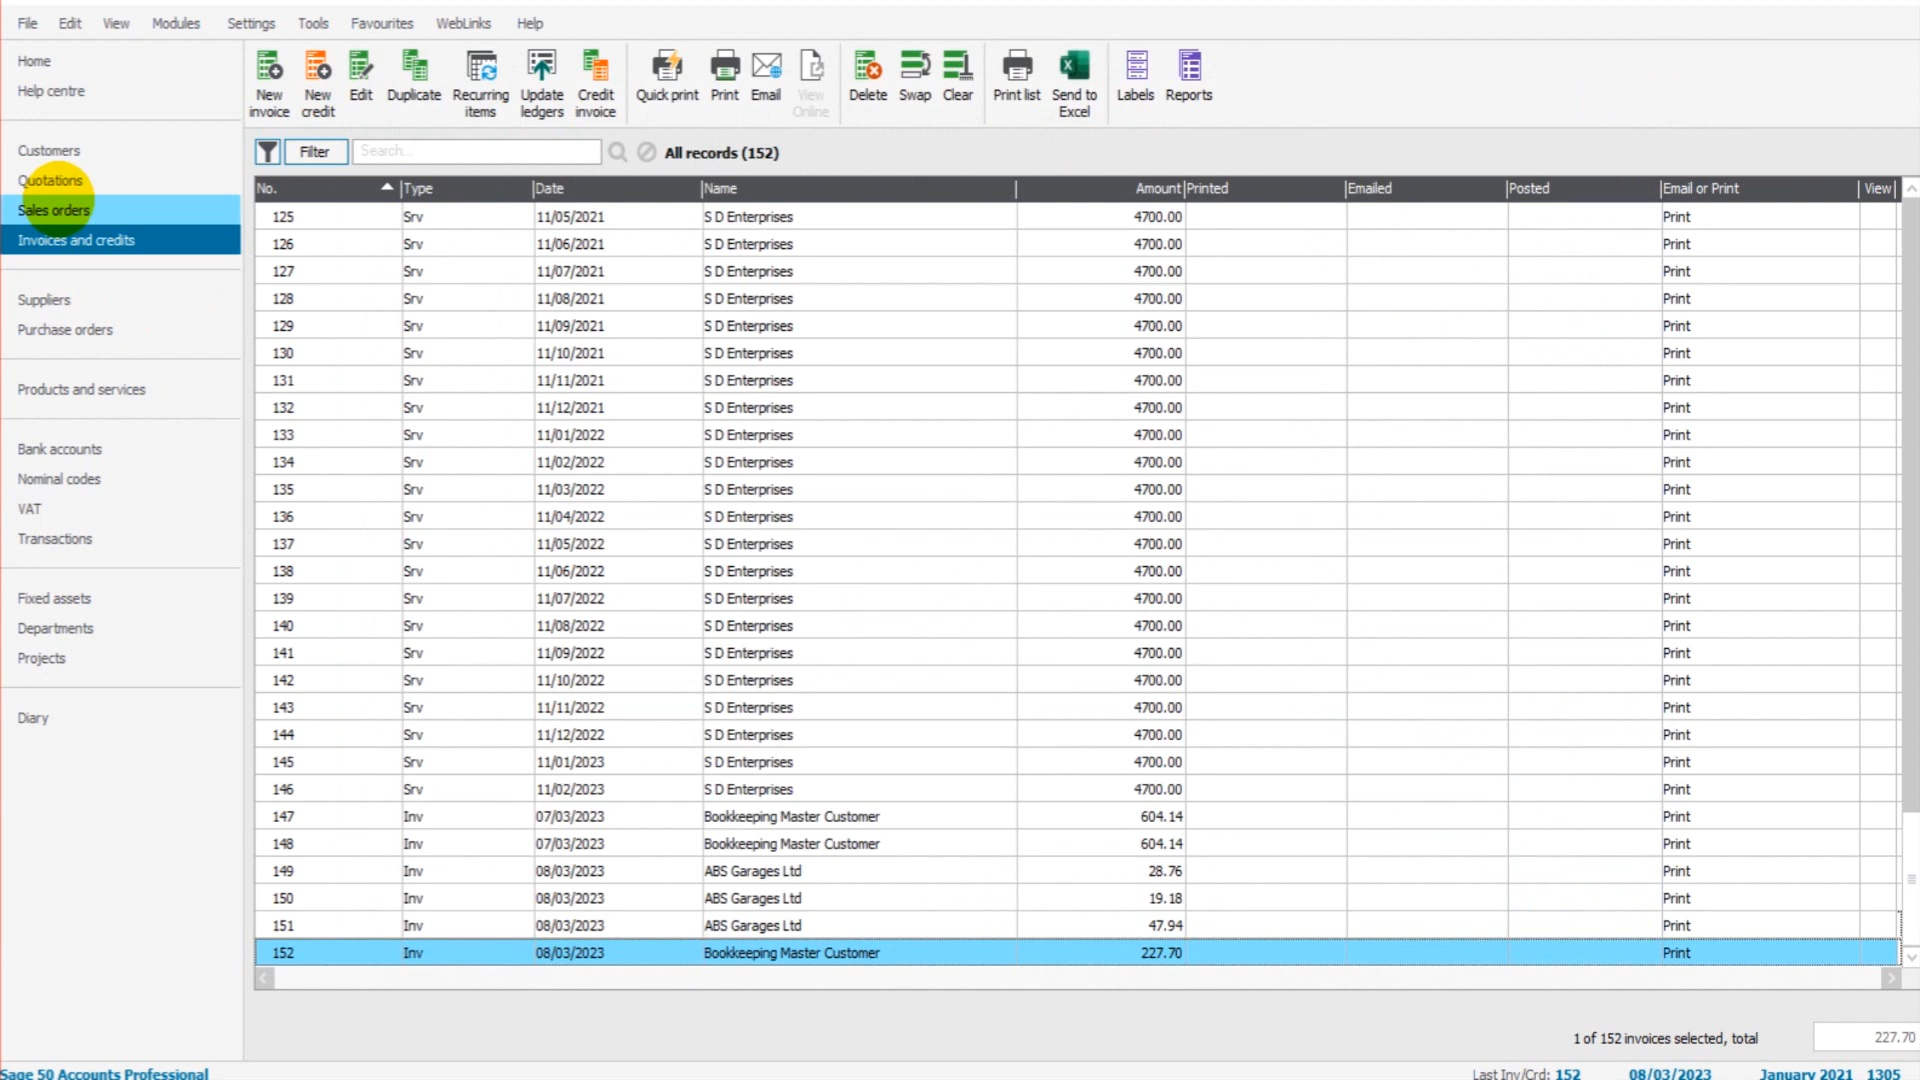 File Edit View Modules Settings Tools Favourites WebLinks Help
Home
Help centre
Customers
Quotations
Sales orders
Invoices and credits
Suppliers
Purchase orders
Products and services
Bank accounts
Nominal codes
VAT
Transactions
Fixed assets
Departments
Projects
Diary
New invoice New credit Edit Duplicate Recurring items Update ledgers Credit invoice Quick print Print Email View Online Delete Swap Clear Print list Send to Excel Labels Reports
Filter Search... All records (152)
No. Type Date Name Amount Printed Emailed Posted Email or Print View
125 Srv 11/05/2021 S D Enterprises 4700.00 Print
126 Srv 11/06/2021 S D Enterprises 4700.00 Print
127 Srv 11/07/2021 S D Enterprises 4700.00 Print
128 Srv 11/08/2021 S D Enterprises 4700.00 Print
129 Srv 11/09/2021 S D Enterprises 4700.00 Print
130 Srv 11/10/2021 S D Enterprises 4700.00 Print
131 Srv 11/11/2021 S D Enterprises 4700.00 Print
132 Srv 11/12/2021 S D Enterprises 4700.00 Print
133 Srv 11/01/2022 S D Enterprises 4700.00 Print
134 Srv 11/02/2022 S D Enterprises 4700.00 Print
135 Srv 11/03/2022 S D Enterprises 4700.00 Print
136 Srv 11/04/2022 S D Enterprises 4700.00 Print
137 Srv 11/05/2022 S D Enterprises 4700.00 Print
138 Srv 11/06/2022 S D Enterprises 4700.00 Print
139 Srv 11/07/2022 S D Enterprises 4700.00 Print
140 Srv 11/08/2022 S D Enterprises 4700.00 Print
141 Srv 11/09/2022 S D Enterprises 4700.00 Print
142 Srv 11/10/2022 S D Enterprises 4700.00 Print
143 Srv 11/11/2022 S D Enterprises 4700.00 Print
144 Srv 11/12/2022 S D Enterprises 4700.00 Print
145 Srv 11/01/2023 S D Enterprises 4700.00 Print
146 Srv 11/02/2023 S D Enterprises 4700.00 Print
147 Inv 07/03/2023 Bookkeeping Master Customer 604.14 Print
148 Inv 07/03/2023 Bookkeeping Master Customer 604.14 Print
149 Inv 08/03/2023 ABS Garages Ltd 28.76 Print
150 Inv 08/03/2023 ABS Garages Ltd 19.18 Print
151 Inv 08/03/2023 ABS Garages Ltd 47.94 Print
152 Inv 08/03/2023 Bookkeeping Master Customer 227.70 Print
1 of 152 invoices selected, total 227.70
Sage 50 Accounts Professional Last Inv/Crd: 152 08/03/2023 January 2021 1305